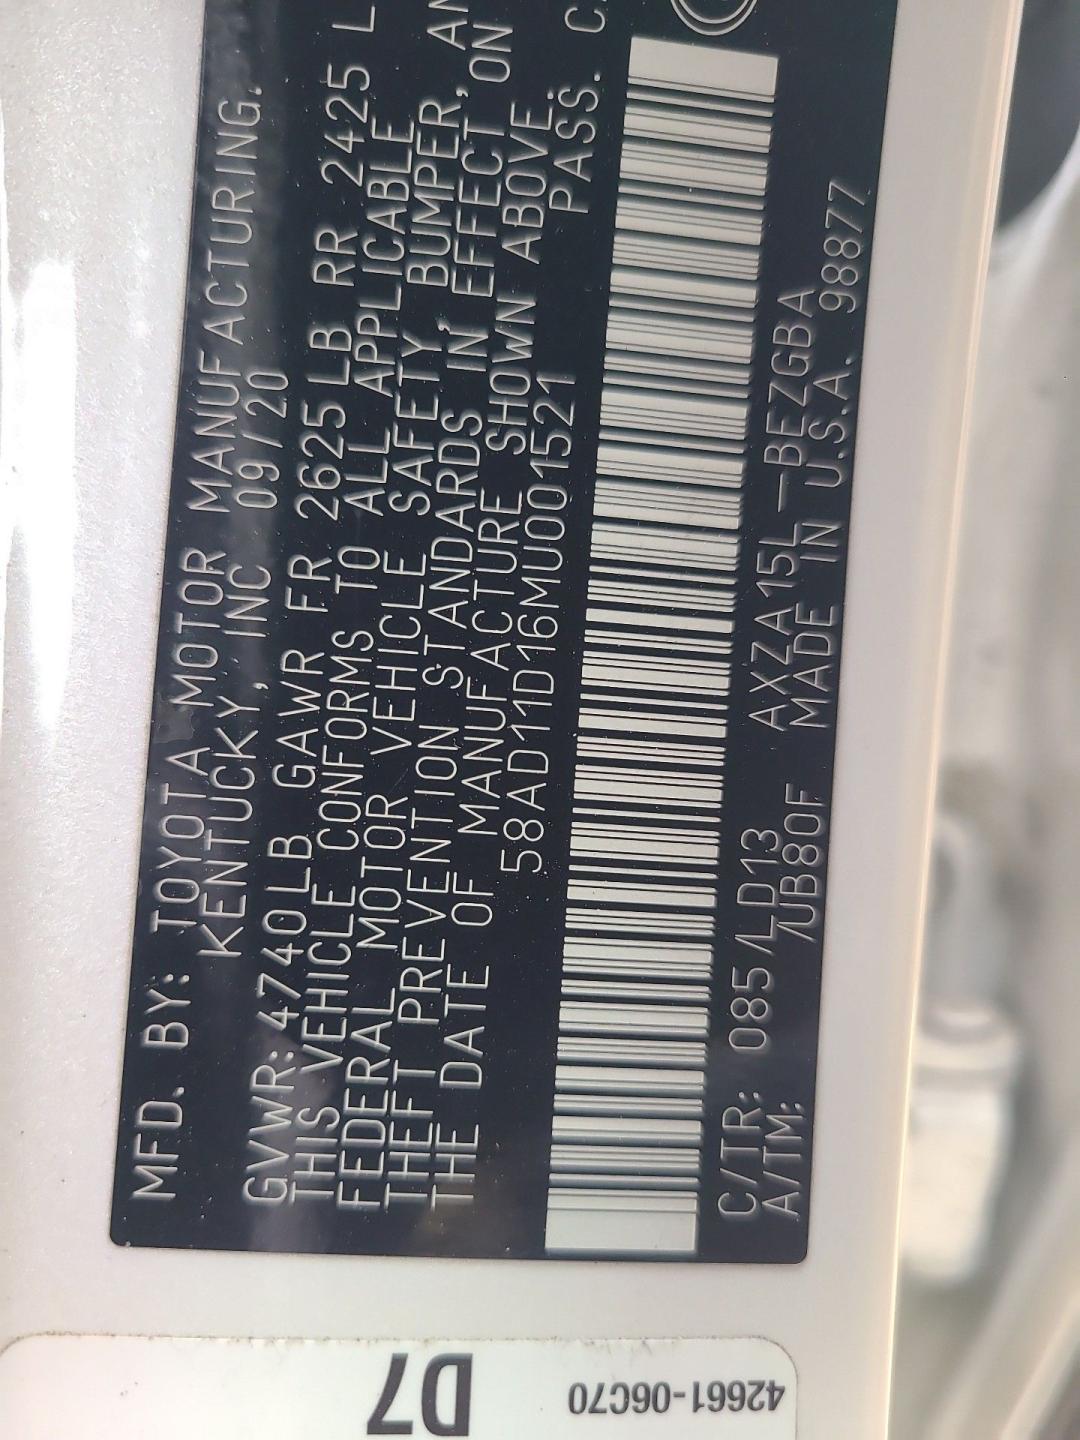 MFD. BY: TOYOTA MOTOR MANUFACTURING.
KENTUCKY, INC 09/20
GVWR: 4740LB GAWR FR 2625LB RR 2425 L
THIS VEHICLE CONFORMS TO ALL APPLICABLE
FEDERAL MOTOR VEHICLE SAFETY BUMPER, AN
THEFT PREVENTION STANDARDS IN EFFECT ON
THE DATE OF MANUFACTURE SHOWN ABOVE.
58AD11D16MU001521 PASS. C
C/TR: 085/LD13 AXZA15L-BEZGBA
A/TM: /UB80F MADE IN U.S.A. 98877
D7
42661-06C70